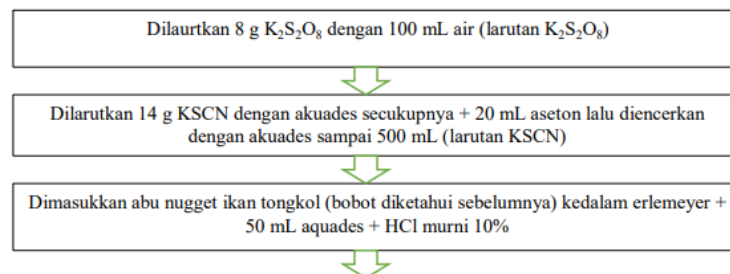 Dilaurtkan 8 g K₂S₂O₈ dengan 100 mL air (larutan K₂S₂O₈)
Dilarutkan 14 g KSCN dengan akuades secukupnya + 20 mL aseton lalu diencerkan
dengan akuades sampai 500 mL (larutan KSCN)
Dimasukkan abu nugget ikan tongkol (bobot diketahui sebelumnya) kedalam erlemeyer +
50 mL aquades + HCl murni 10%